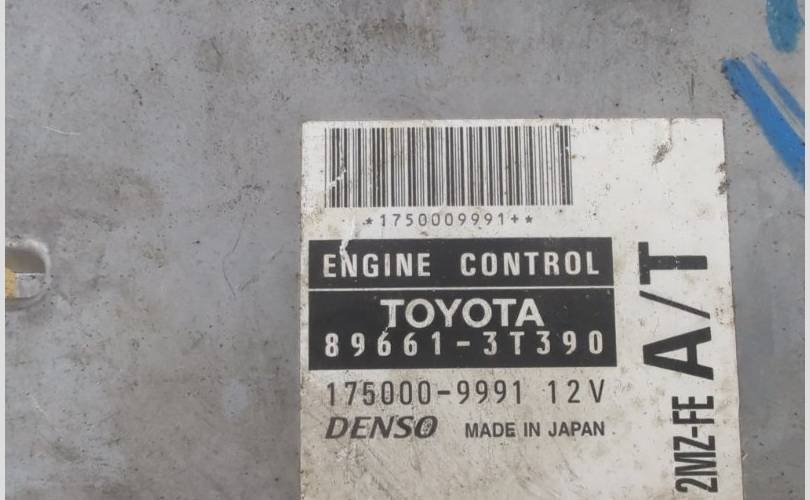 *1750009991+*
ENGINE CONTROL
TOYOTA
89661-3T390
175000-9991 12V
DENSO MADE IN JAPAN
2MZ-FE A/T